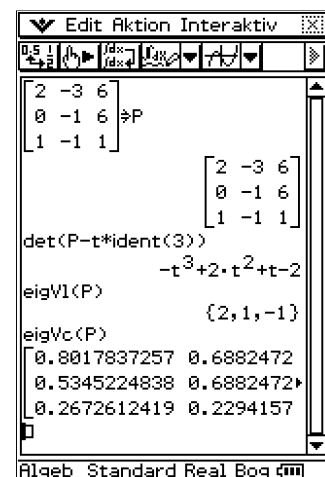 Edit Aktion Interaktiv
[2 -3 6]
[0 -1 6]⇒P
[1 -1 1]
[2 -3 6]
[0 -1 6]
[1 -1 1]
det(P-t*ident(3))
-t³+2·t²+t-2
eigVl(P)
{2,1,-1}
eigVc(P)
[0.8017837257 0.6882472
[0.5345224838 0.6882472▸
[0.2672612419 0.2294157
Algeb Standard Real Bog